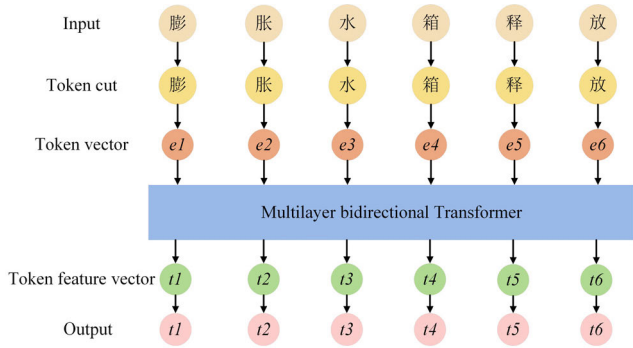 Input 膨 胀 水 箱 释 放
Token cut 膨 胀 水 箱 释 放
Token vector e1 e2 e3 e4 e5 e6
Multilayer bidirectional Transformer
Token feature vector t1 t2 t3 t4 t5 t6
Output t1 t2 t3 t4 t5 t6